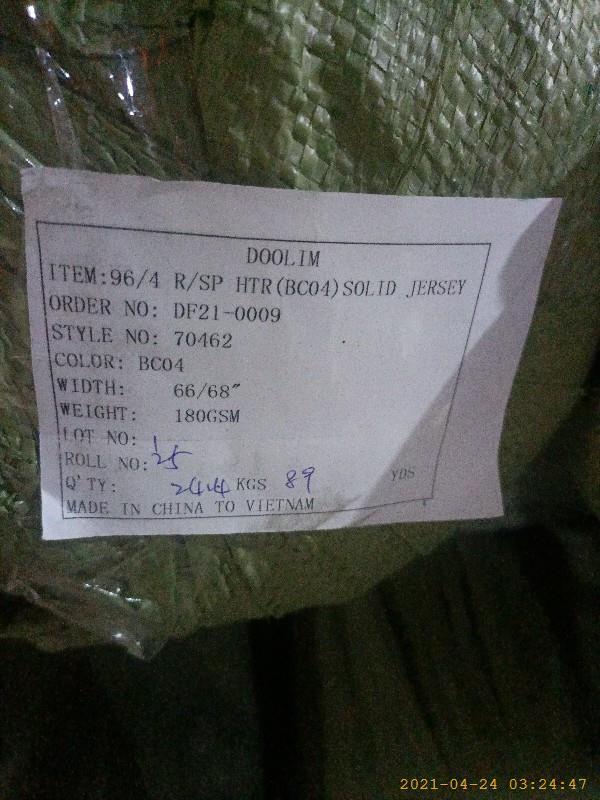 DOOLIM
ITEM:96/4 R/SP HTR(BC04)SOLID JERSEY
ORDER NO: DF21-0009
STYLE NO: 70462
COLOR: BC04
WIDTH: 66/68"
WEIGHT: 180GSM
LOT NO: 1
ROLL NO: 25
Q'TY: 24.4 KGS 89 YDS
MADE IN CHINA TO VIETNAM
2021-04-24 03:24:47